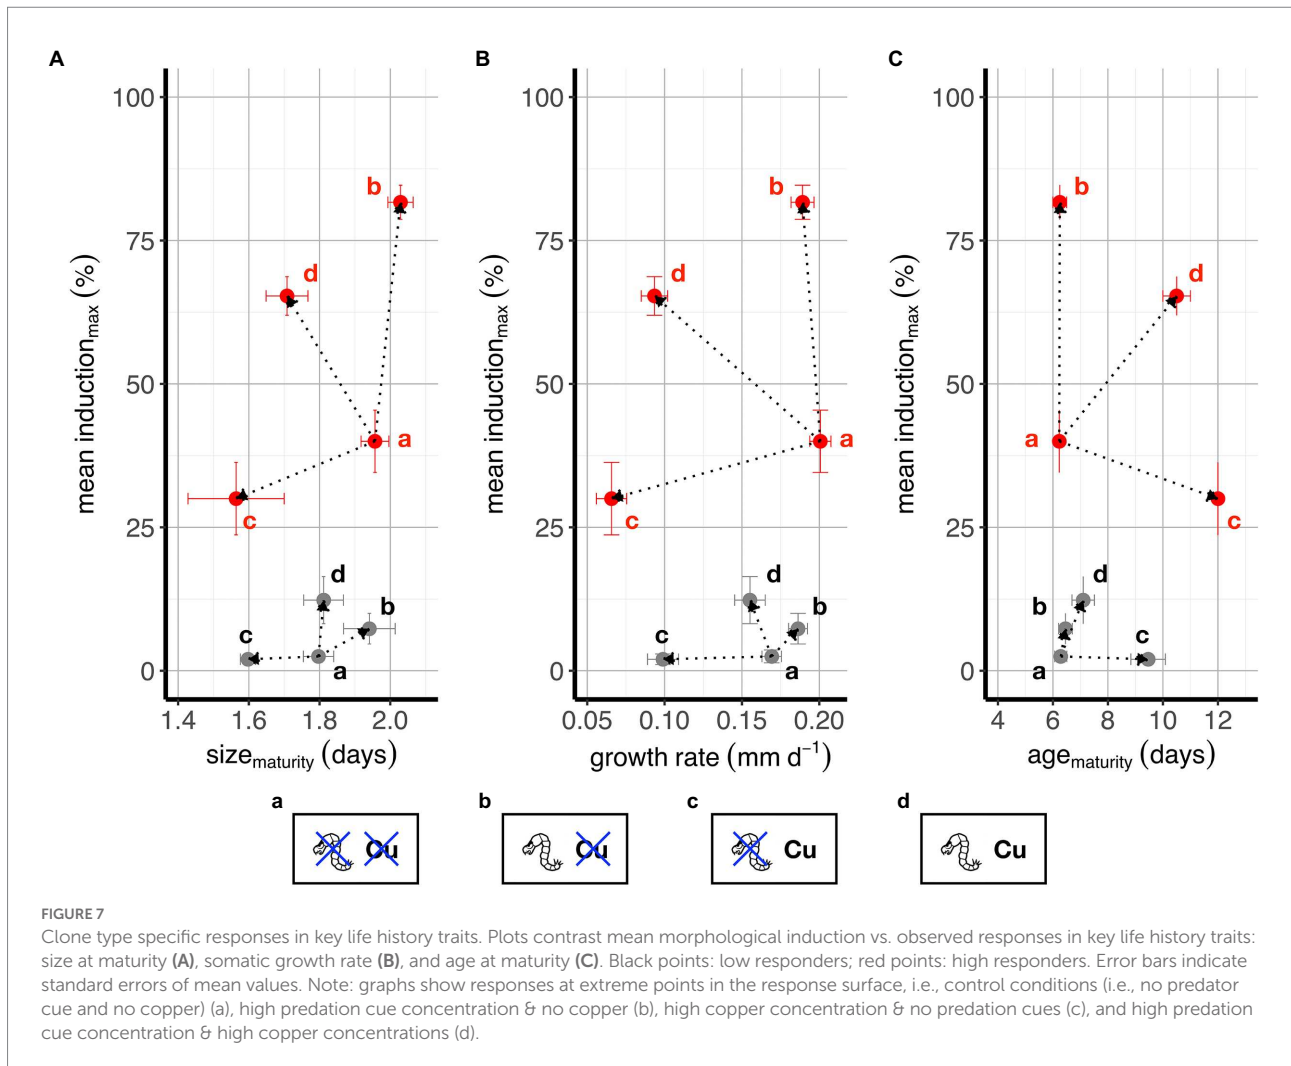 A
B
C
100
75
50
25
0
mean induction_max (%)
b
d
a
c
d
b
c
a
1.4 1.6 1.8 2.0
size_maturity (days)
100
75
50
25
0
mean induction_max (%)
b
d
a
c
d
b
c
a
0.05 0.10 0.15 0.20
growth rate (mm d⁻¹)
100
75
50
25
0
mean induction_max (%)
b
d
a
c
d
b
c
a
4 6 8 10 12
age_maturity (days)
a
Cu
b
Cu
c
Cu
d
Cu
FIGURE 7
Clone type specific responses in key life history traits. Plots contrast mean morphological induction vs. observed responses in key life history traits:
size at maturity (A), somatic growth rate (B), and age at maturity (C). Black points: low responders; red points: high responders. Error bars indicate
standard errors of mean values. Note: graphs show responses at extreme points in the response surface, i.e., control conditions (i.e., no predator
cue and no copper) (a), high predation cue concentration & no copper (b), high copper concentration & no predation cues (c), and high predation
cue concentration & high copper concentrations (d).